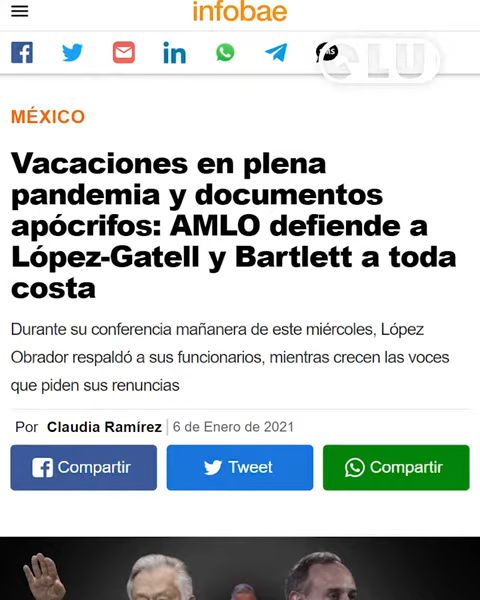 infobae
LU
MÉXICO
Vacaciones en plena
pandemia y documentos
apócrifos: AMLO defiende a
López-Gatell y Bartlett a toda
costa
Durante su conferencia mañanera de este miércoles, López
Obrador respaldó a sus funcionarios, mientras crecen las voces
que piden sus renuncias
Por Claudia Ramírez | 6 de Enero de 2021
Compartir Tweet Compartir